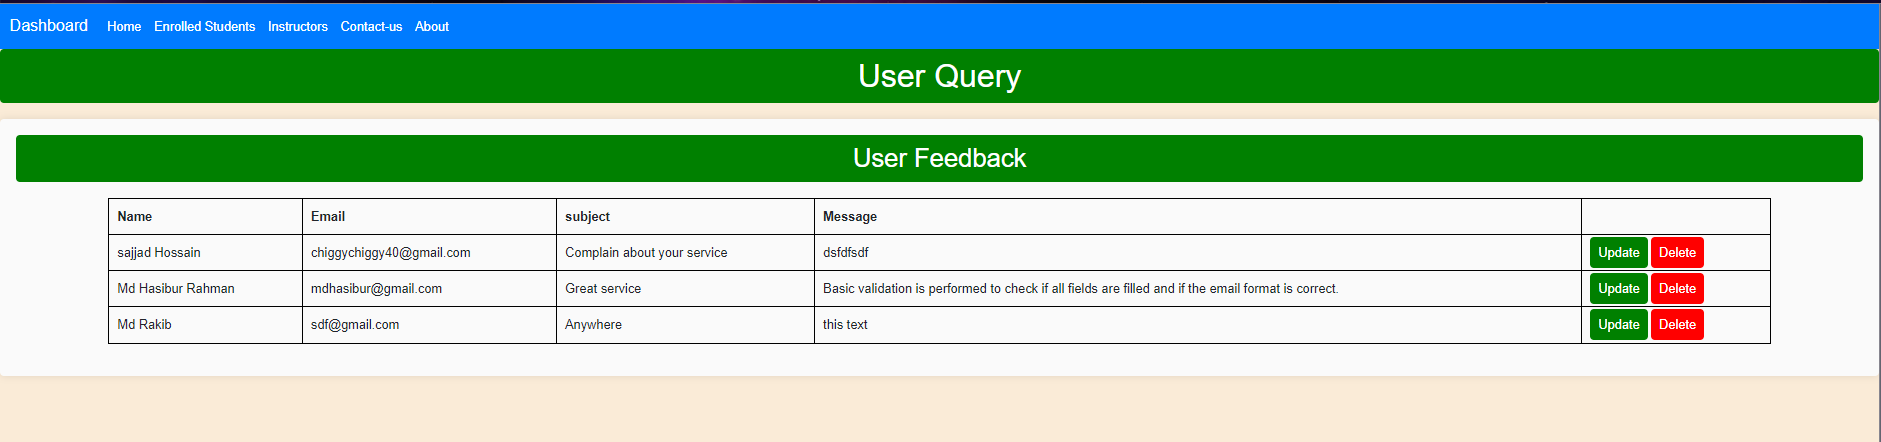 Dashboard Home Enrolled Students Instructors Contact-us About
User Query
User Feedback
Name Email subject Message
sajjad Hossain chiggychiggy40@gmail.com Complain about your service dsfdfsdf Update Delete
Md Hasibur Rahman mdhasibur@gmail.com Great service Basic validation is performed to check if all fields are filled and if the email format is correct. Update Delete
Md Rakib sdf@gmail.com Anywhere this text Update Delete